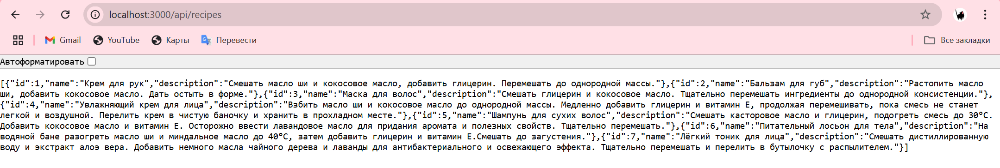 localhost:3000/api/recipes
Gmail YouTube Карты Перевести Все закладки
Автоформатировать
[{"id":1,"name":"Крем для рук","description":"Смешать масло ши и кокосовое масло, добавить глицерин. Перемешать до однородной массы."},{"id":2,"name":"Бальзам для губ","description":"Растопить масло
ши, добавить кокосовое масло. Дать остыть в форме."},{"id":3,"name":"Маска для волос","description":"Смешать глицерин и кокосовое масло. Тщательно перемешать ингредиенты до однородной консистенции."},
{"id":4,"name":"Увлажняющий крем для лица","description":"Взбить масло ши и кокосовое масло до однородной массы. Медленно добавить глицерин и витамин Е, продолжая перемешивать, пока смесь не станет
легкой и воздушной. Перелить крем в чистую баночку и хранить в прохладном месте."},{"id":5,"name":"Шампунь для сухих волос","description":"Смешать касторовое масло и глицерин, подогреть смесь до 30°C.
Добавить кокосовое масло и витамин Е. Осторожно ввести лавандовое масло для придания аромата и полезных свойств. Тщательно перемешать."},{"id":6,"name":"Питательный лосьон для тела","description":"На
водяной бане разогреть масло ши и миндальное масло до 40°C, затем добавить глицерин и витамин Е.Смешать до загустения."},{"id":7,"name":"Лёгкий тоник для лица","description":"Смешать дистиллированную
воду и экстракт алоэ вера. Добавить немного масла чайного дерева и лаванды для антибактериального и освежающего эффекта. Тщательно перемешать и перелить в бутылочку с распылителем."}]